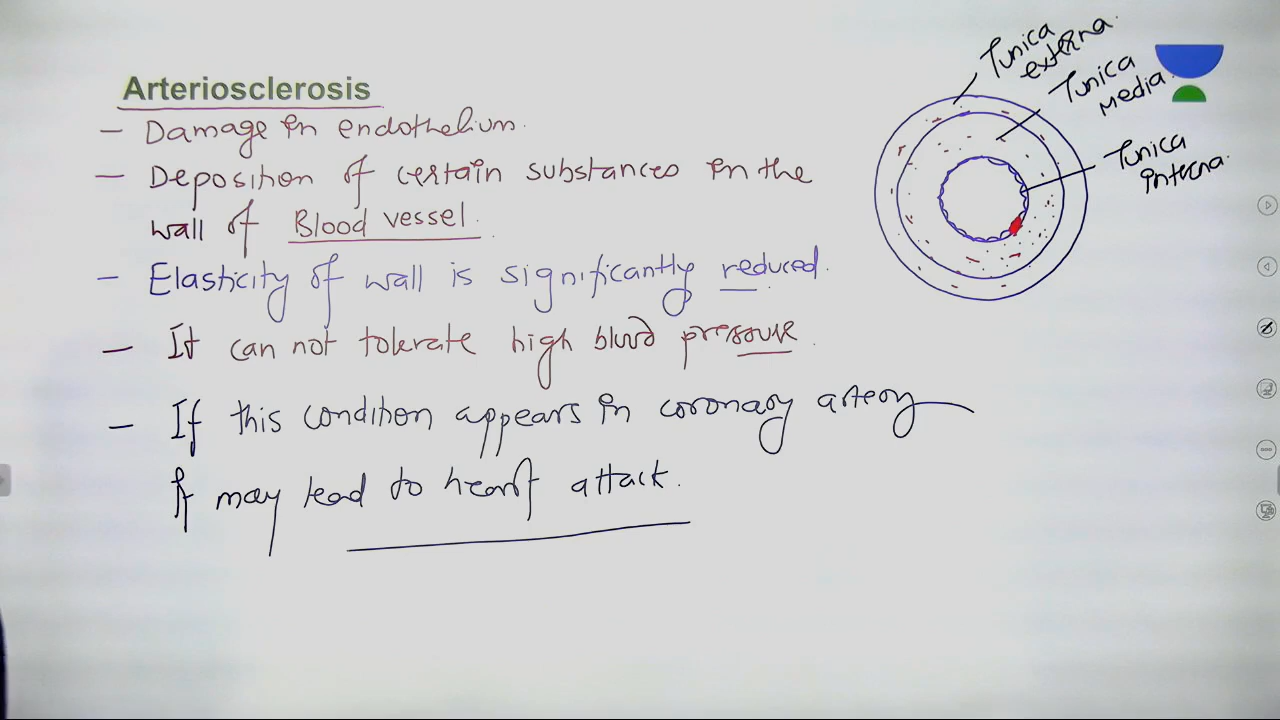 Arteriosclerosis
– Damage in endothelium.
– Deposition of certain substances in the
wall of Blood vessel.
– Elasticity of wall is significantly reduced.
– It can not tolerate high blood pressure.
– If this condition appears in coronary artery
it may lead to heart attack.
Tunica
externa.
Tunica
media.
Tunica
interna.